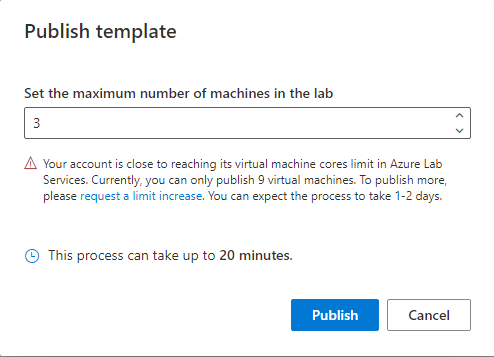 Publish template
Set the maximum number of machines in the lab
3
Your account is close to reaching its virtual machine cores limit in Azure Lab
Services. Currently, you can only publish 9 virtual machines. To publish more,
please request a limit increase. You can expect the process to take 1-2 days.
This process can take up to 20 minutes.
Publish
Cancel